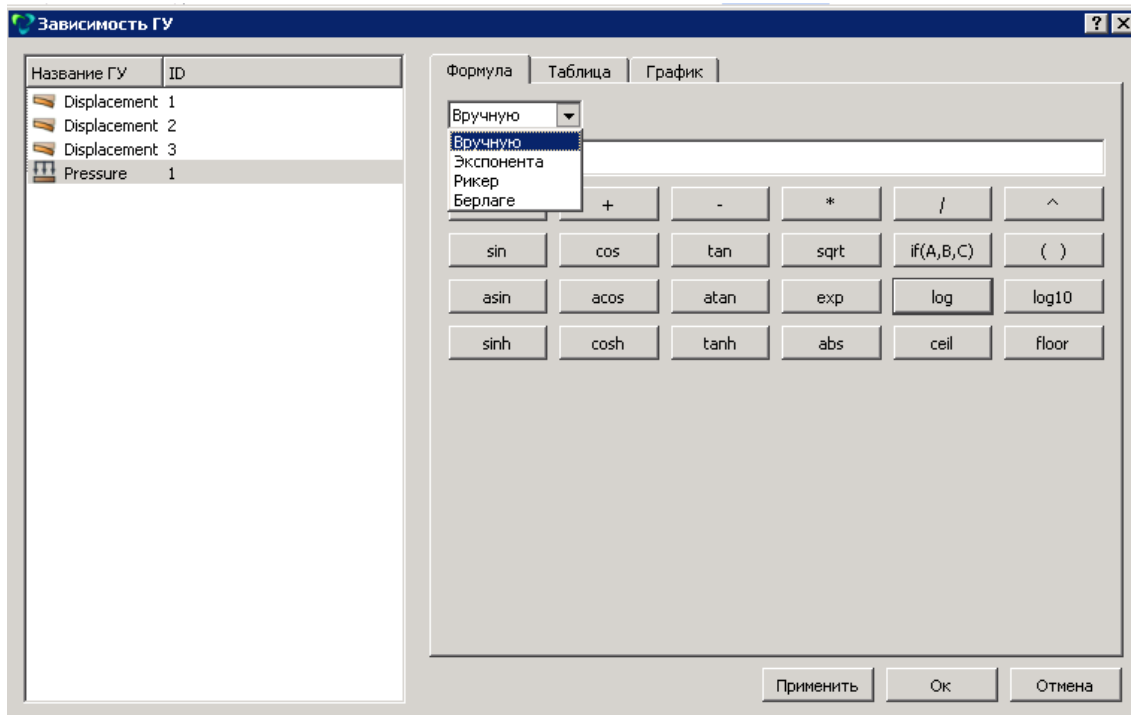 Зависимость ГУ
? X
Название ГУ ID
Displacement 1
Displacement 2
Displacement 3
Pressure 1
Формула Таблица График
Вручную
Вручную
Экспонента
Рикер
Берлаге
+ - * / ^
sin cos tan sqrt if(A,B,C) ( )
asin acos atan exp log log10
sinh cosh tanh abs ceil floor
Применить Ок Отмена